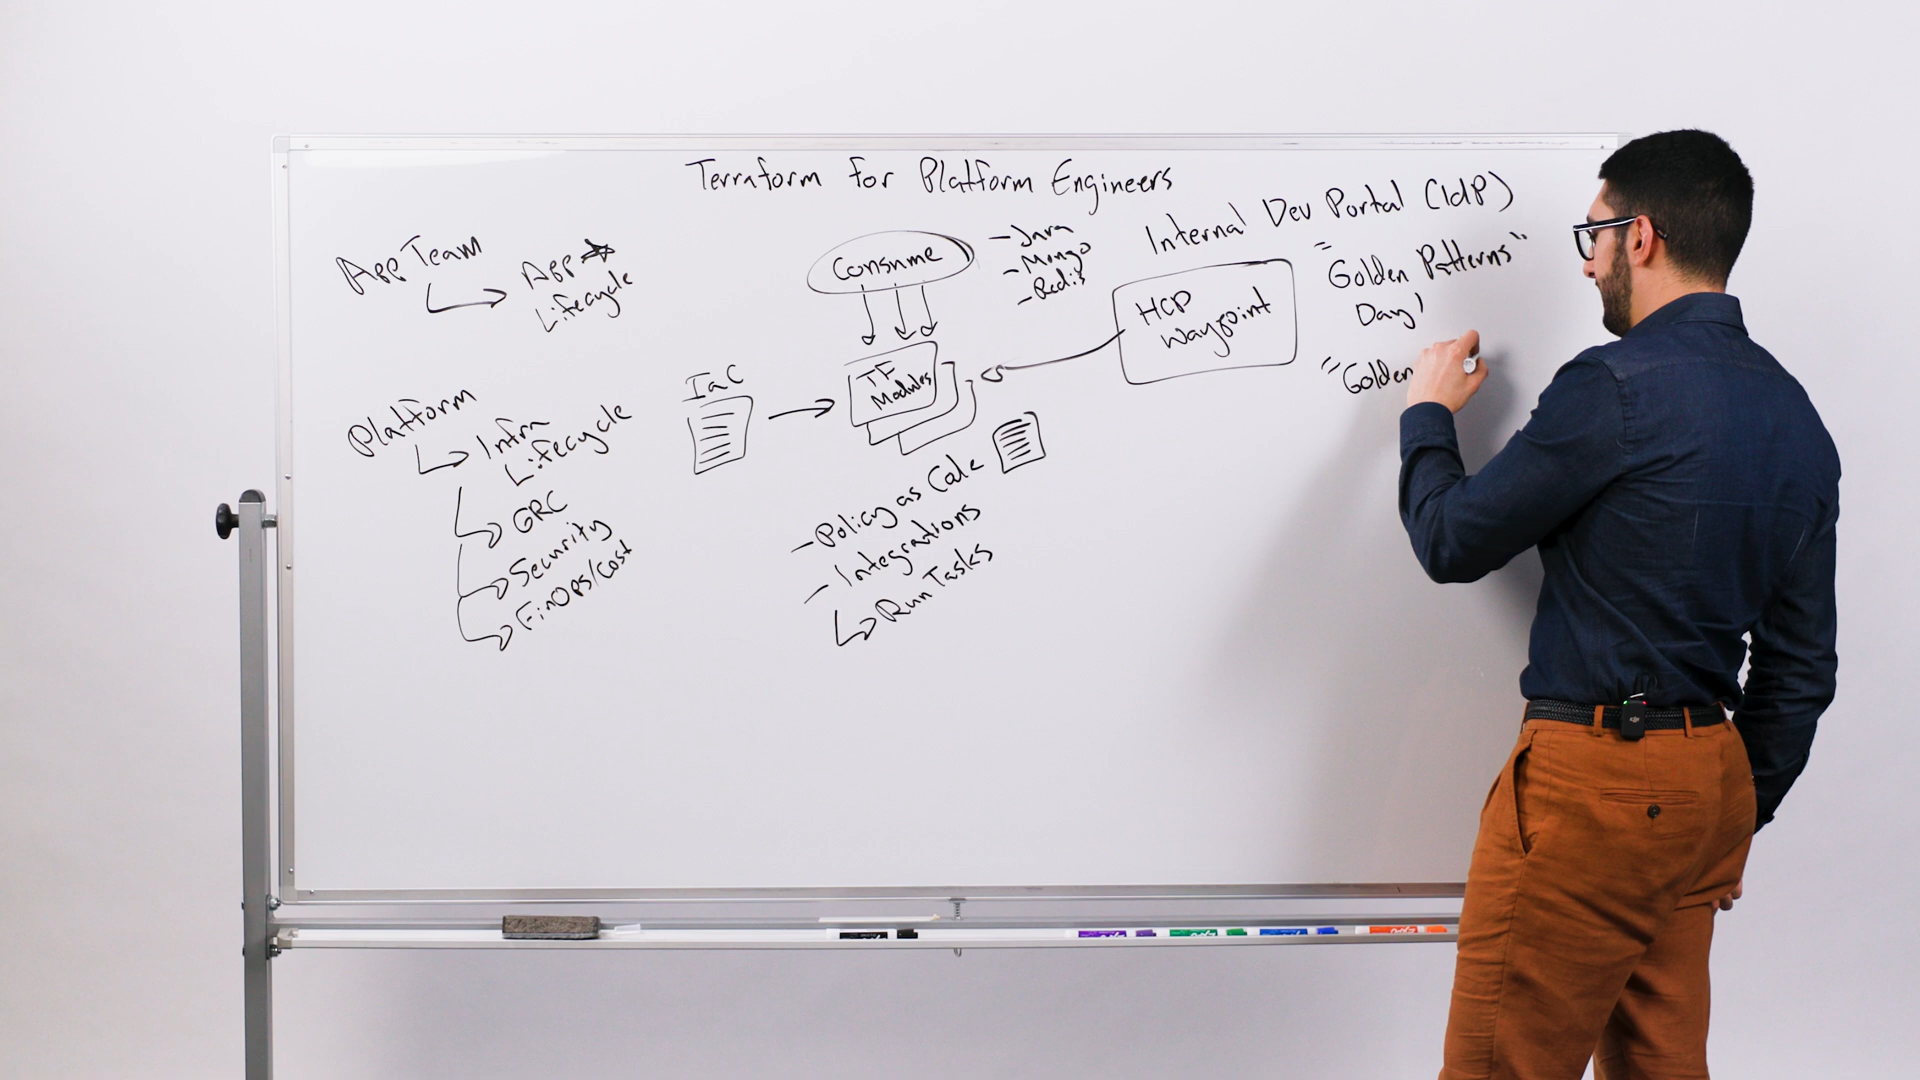 Terraform for Platform Engineers
App Team
App
Lifecycle
Platform
Infra
Lifecycle
GRC
Security
FinOps/Cost
IaC
Consume
- Java
- Mongo
- Redis
TF
Modules
- Policy as Code
- Integrations
Run Tasks
Internal Dev Portal (IdP)
HCP
Waypoint
"Golden Patterns"
Day 1
"Golden